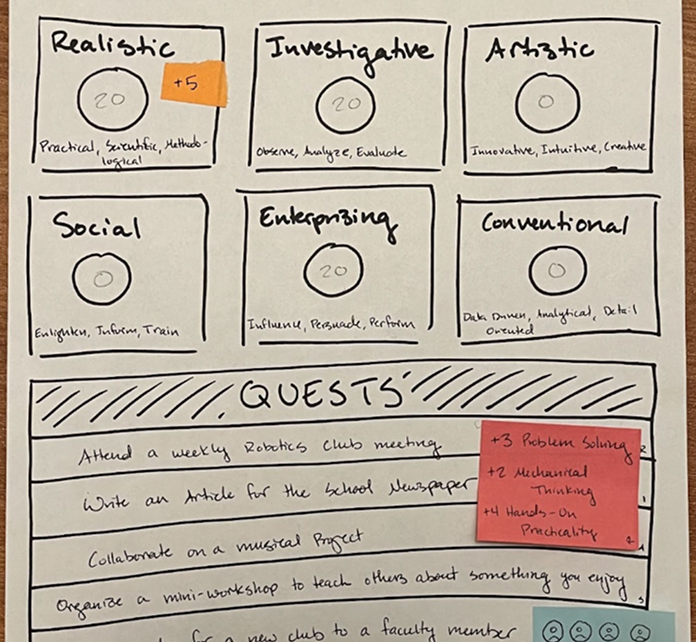 Realistic
20
+5
Practical, Scientific, Methodo-
logical
Investigative
20
Observe, Analyze, Evaluate
Artistic
0
Innovative, Intuitive, Creative
Social
0
Enlighten, Inform, Train
Enterprizing
20
Influence, Persuade, Perform
Conventional
0
Data Driven, Analytical, Detail
Oriented
QUESTS
Attend a weekly Robotics Club meeting
2
Write an Article for the School Newspaper
1
Collaborate on a musical Project
Organize a mini-workshop to teach others about something you enjoy
3
for a new club to a faculty member
+3 Problem Solving
+2 Mechanical
Thinking
+4 Hands-On
Practicality